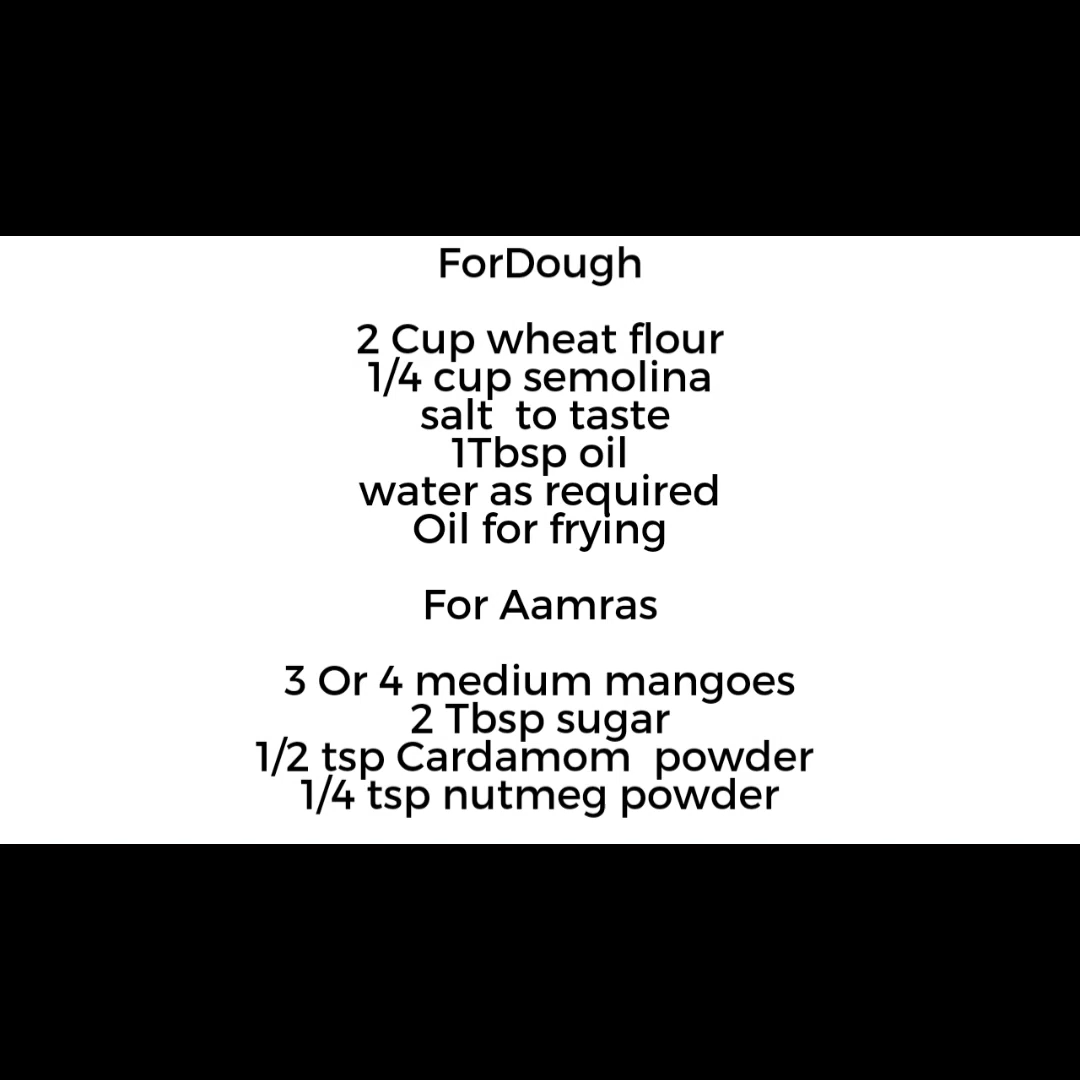 ForDough
2 Cup wheat flour
1/4 cup semolina
salt  to taste
1Tbsp oil
water as required
Oil for frying
For Aamras
3 Or 4 medium mangoes
2 Tbsp sugar
1/2 tsp Cardamom  powder
1/4 tsp nutmeg powder